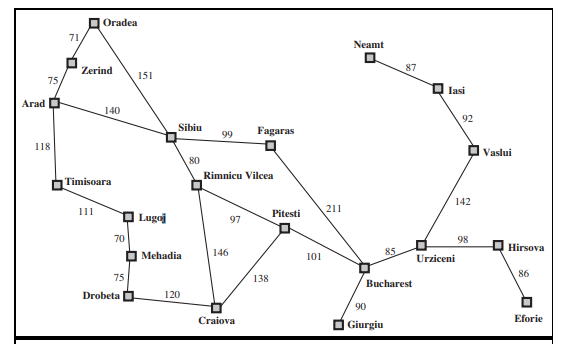 Oradea
71
Neamt
Zerind
87
151
75
Iasi
Arad
140
92
Sibiu
99
Fagaras
118
Vaslui
80
Rimnicu Vilcea
Timisoara
111
Lugoj
97
Pitesti
211
142
70
Mehadia
146
101
85
98
Hirsova
Urziceni
75
138
86
Bucharest
Drobeta
120
90
Craiova
Giurgiu
Eforie